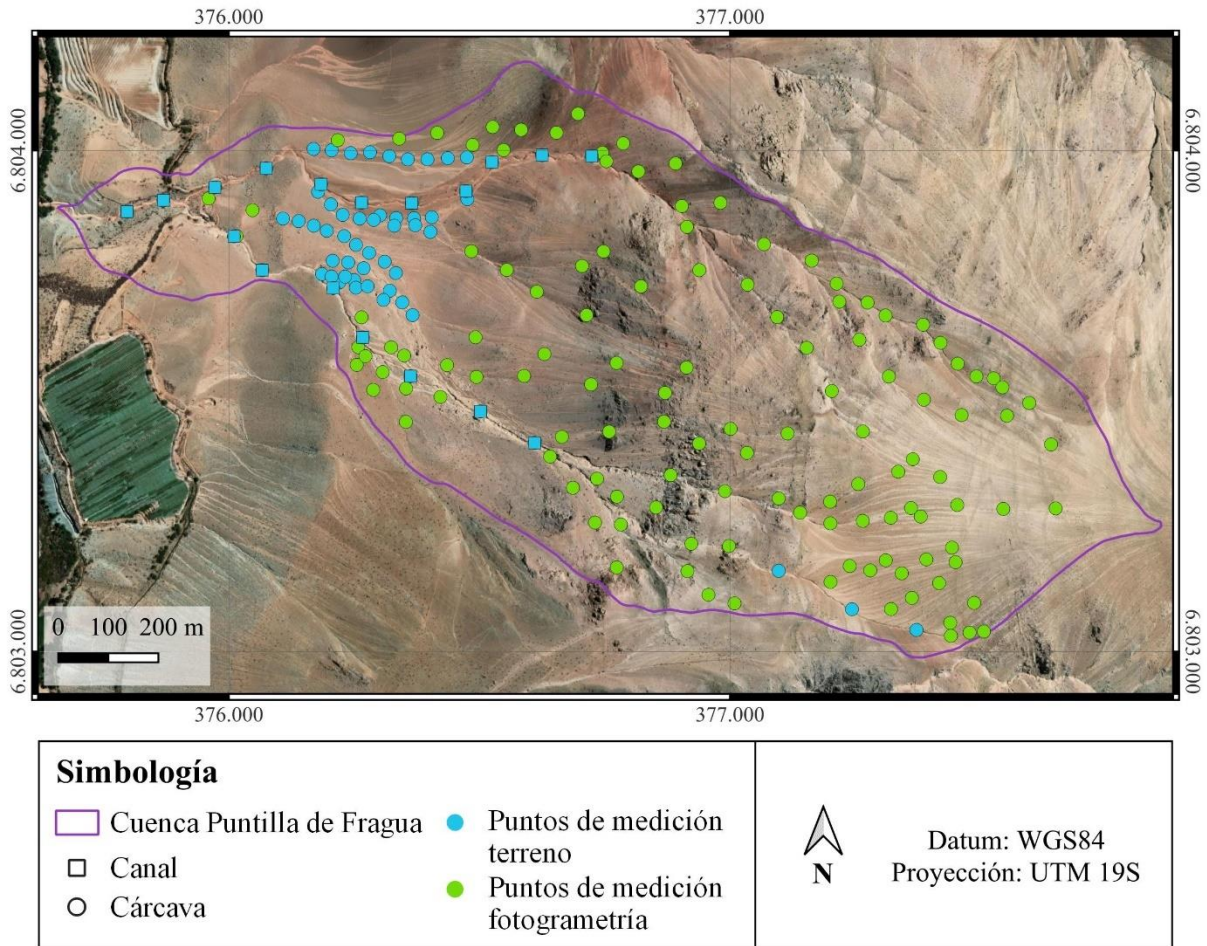 376.000 377.000
6.804.000 6.804.000
6.803.000 6.803.000
0 100 200 m
376.000 377.000
Simbología
Cuenca Puntilla de Fragua
Canal
Cárcava
Puntos de medición
terreno
Puntos de medición
fotogrametría
N
Datum: WGS84
Proyección: UTM 19S